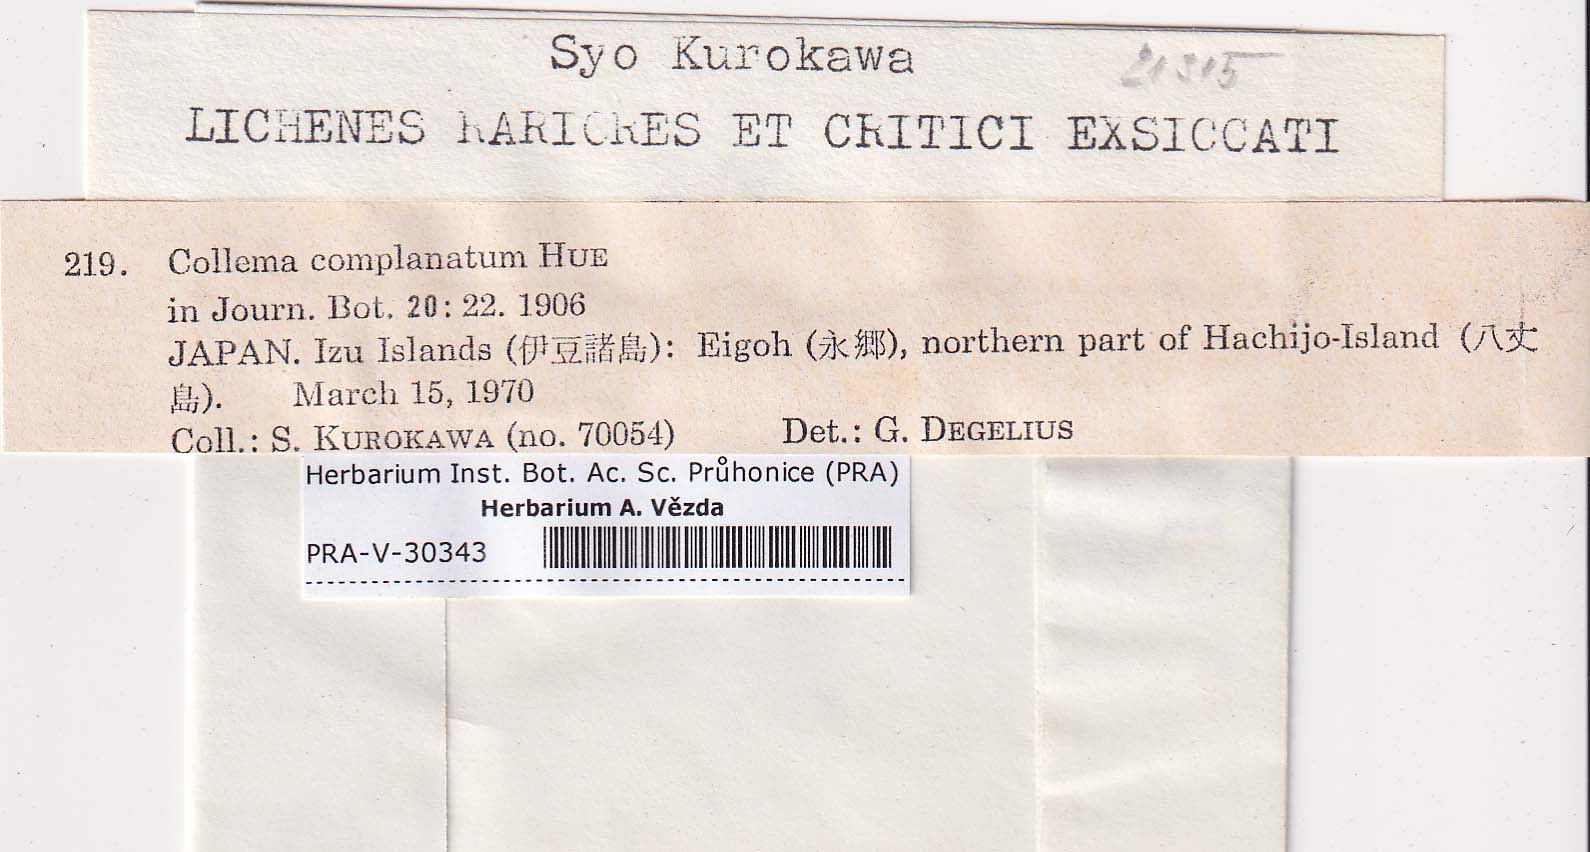 Syo Kurokawa
21315
LICHENES RARIORES ET CRITICI EXSICCATI
219. Collema complanatum HUE
in Journ. Bot. 20: 22. 1906
JAPAN. Izu Islands (伊豆諸島): Eigoh (永郷), northern part of Hachijo-Island (八丈
島). March 15, 1970
Coll.: S. KUROKAWA (no. 70054) Det.: G. DEGELIUS
Herbarium Inst. Bot. Ac. Sc. Průhonice (PRA)
Herbarium A. Vězda
PRA-V-30343